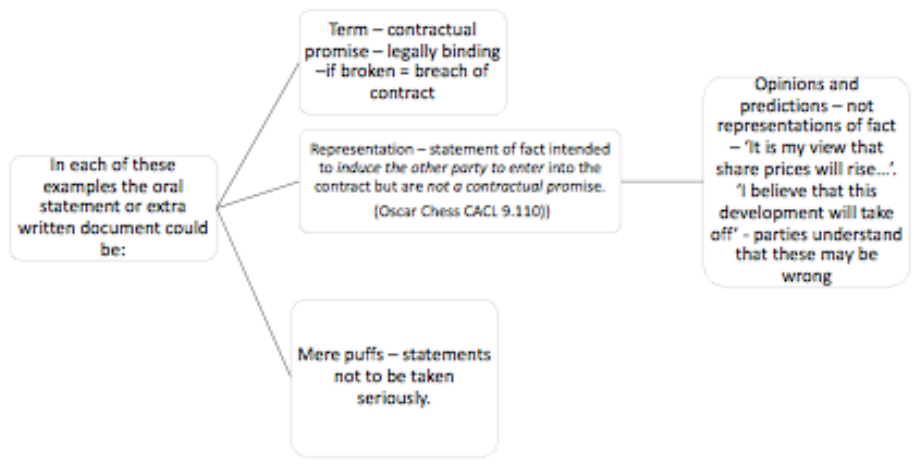 In each of these
examples the oral
statement or extra
written document could
be:
Term – contractual
promise – legally binding
–if broken = breach of
contract
Representation – statement of fact intended
to induce the other party to enter into the
contract but are not a contractual promise.
(Oscar Chess CACL 9.110))
Mere puffs – statements
not to be taken
seriously.
Opinions and
predictions – not
representations of fact
– ‘It is my view that
share prices will rise...’.
‘I believe that this
development will take
off’ - parties understand
that these may be
wrong